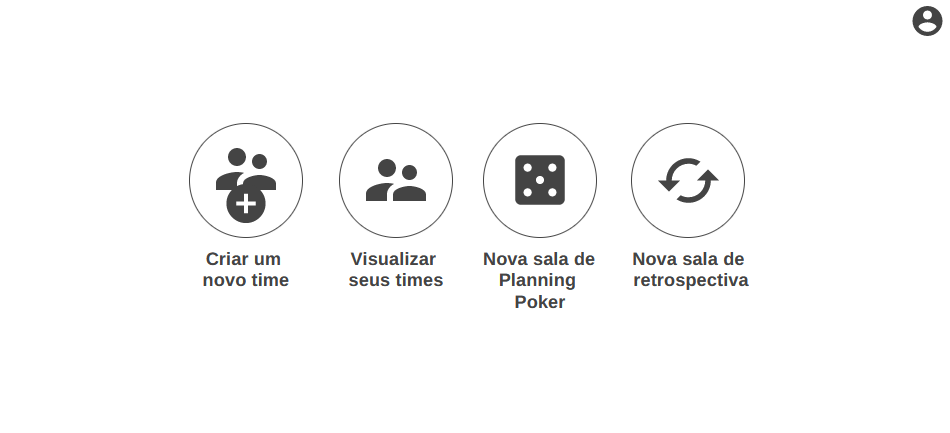 Criar um
novo time
Visualizar
seus times
Nova sala de
Planning
Poker
Nova sala de
retrospectiva